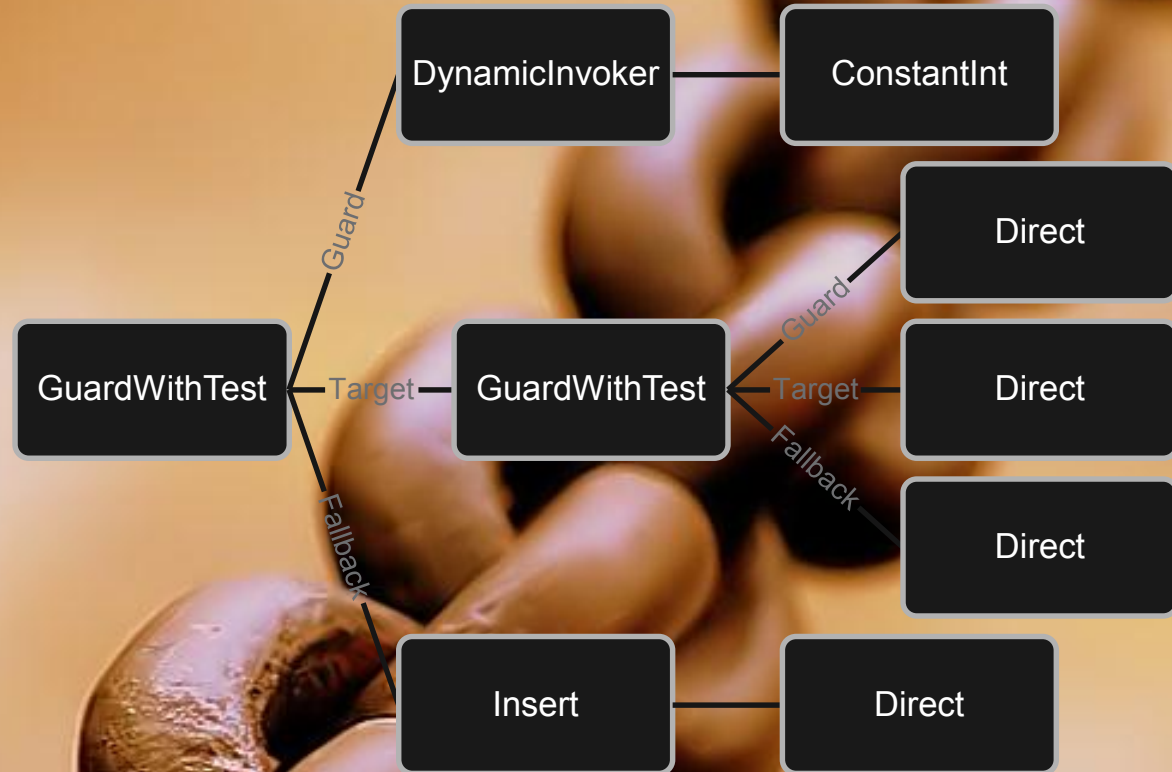 DynamicInvoker
ConstantInt
Guard
Direct
Guard
GuardWithTest
Target
GuardWithTest
Target
Direct
Fallback
Fallback
Direct
Insert
Direct